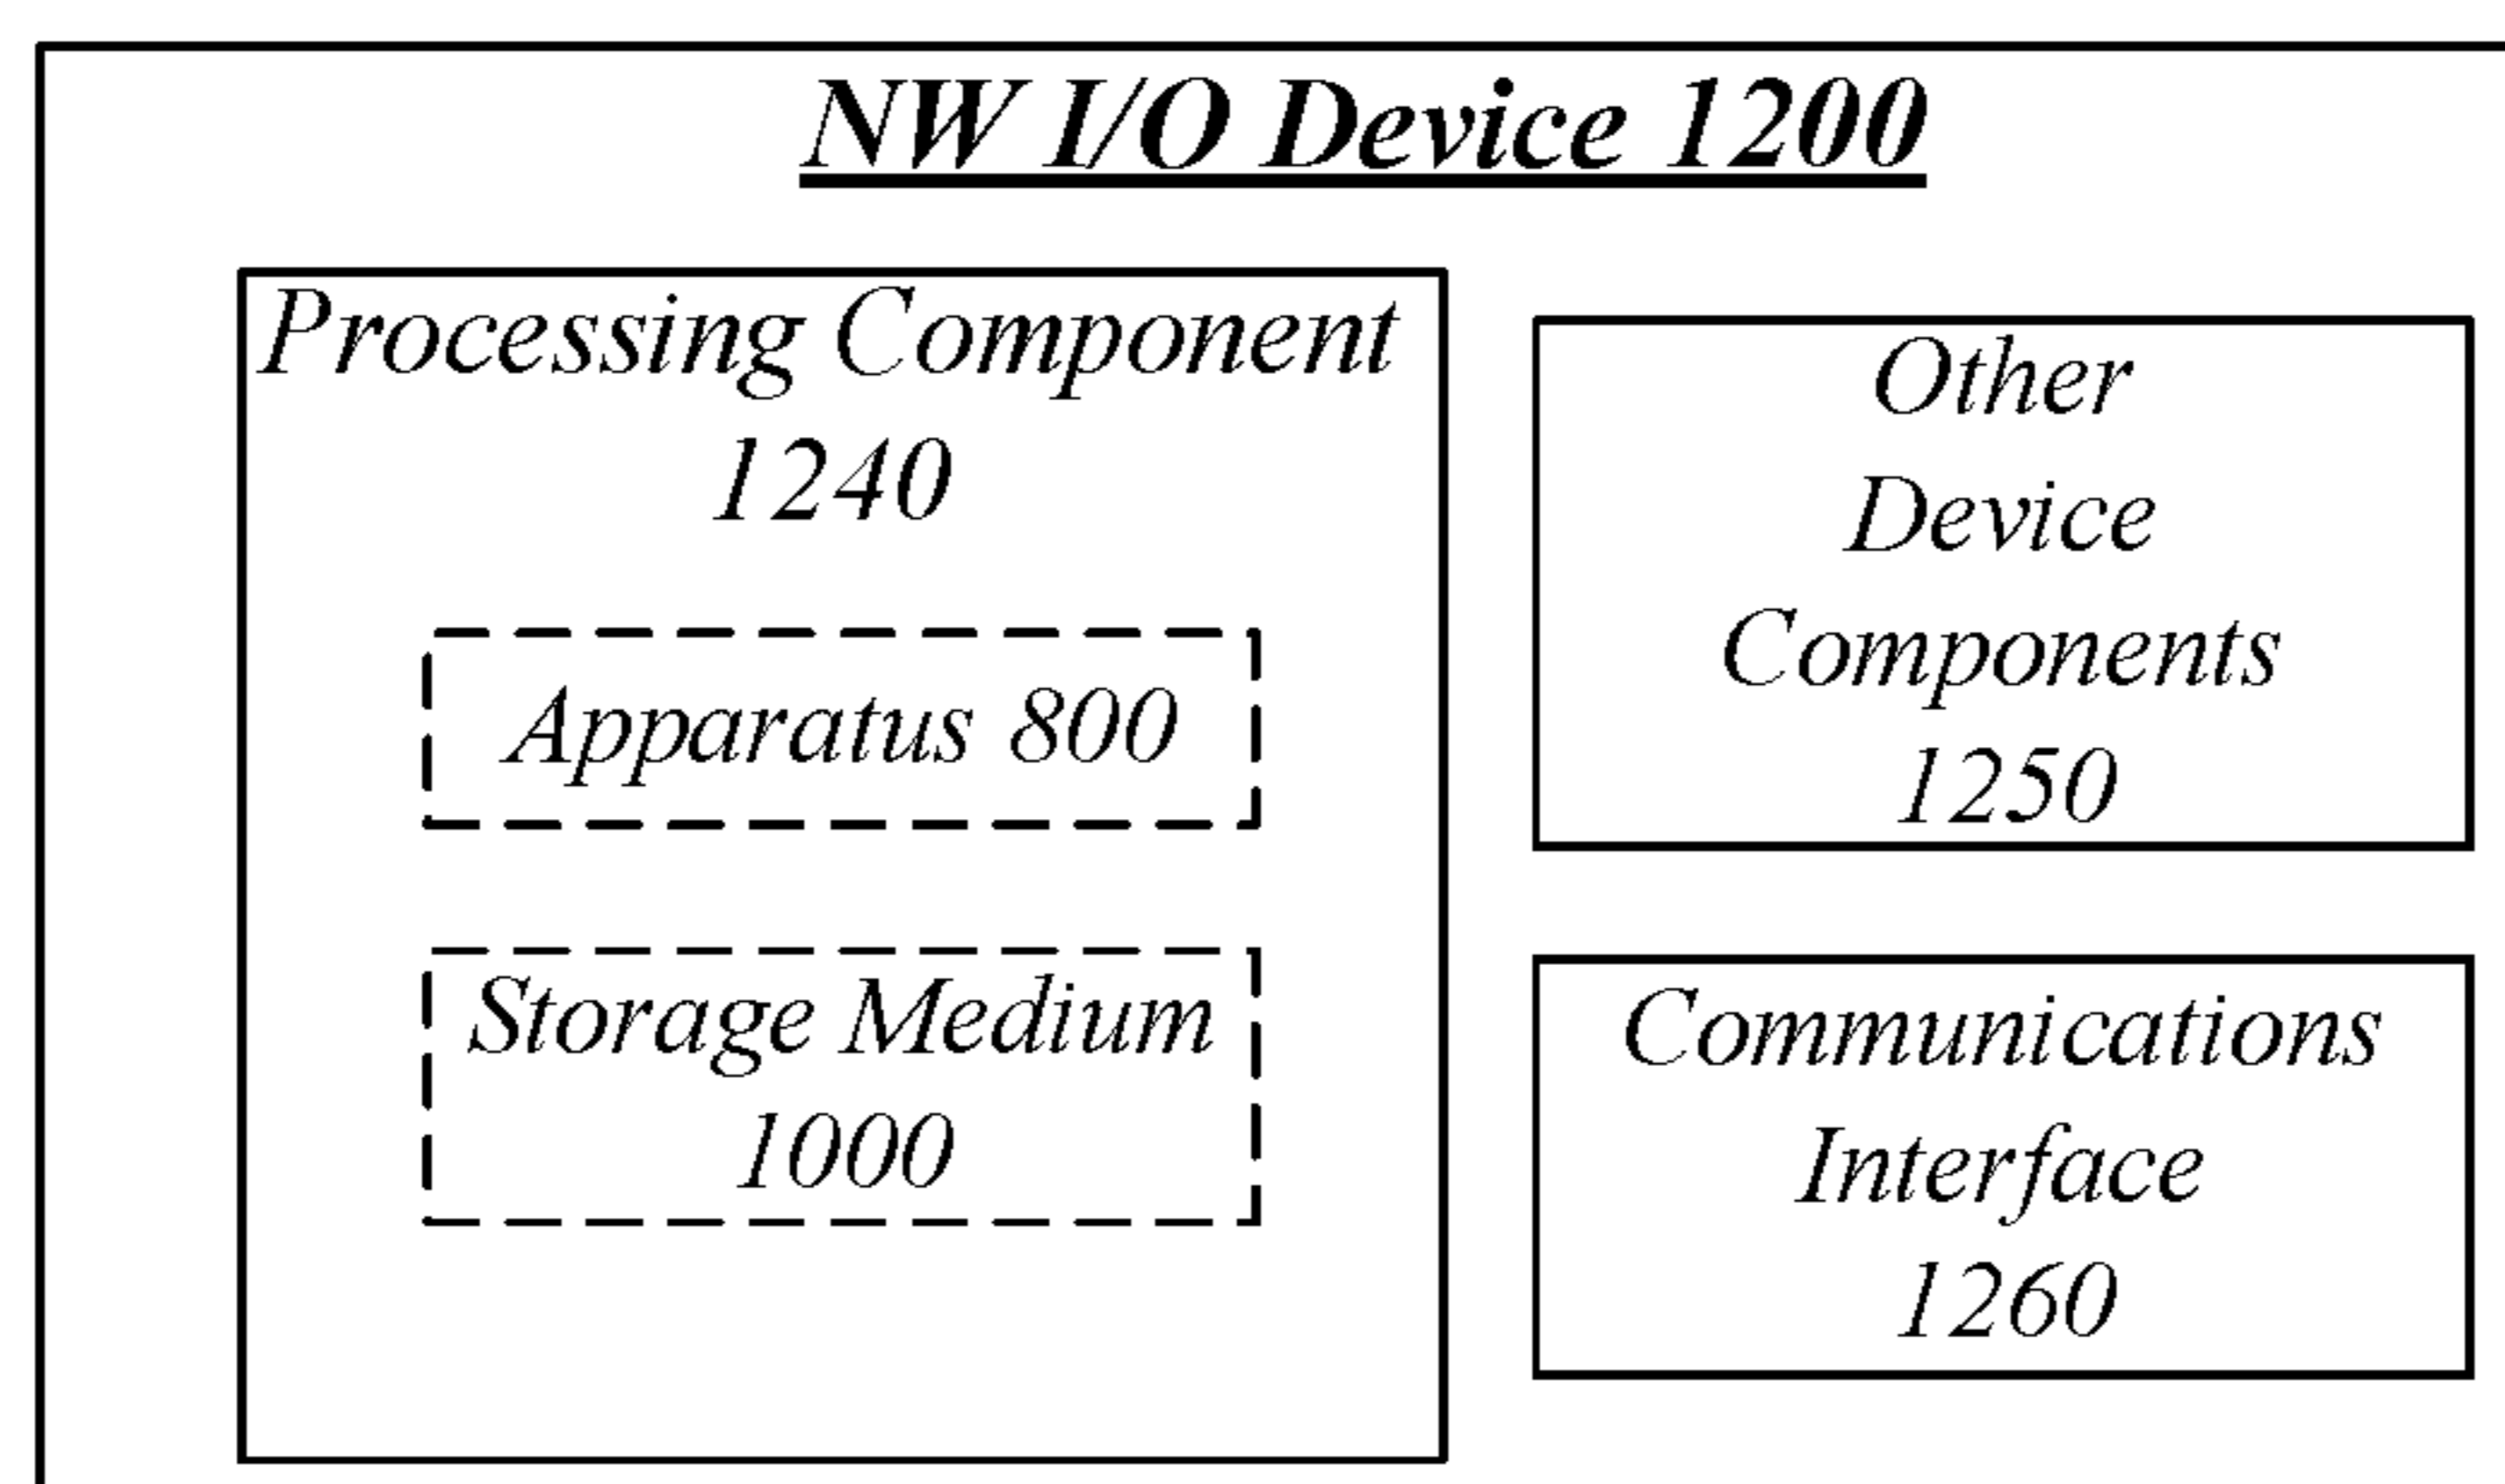 NW I/O Device 1200
Processing Component
1240
Apparatus 800
Storage Medium
1000
Other
Device
Components
1250
Communications
Interface
1260